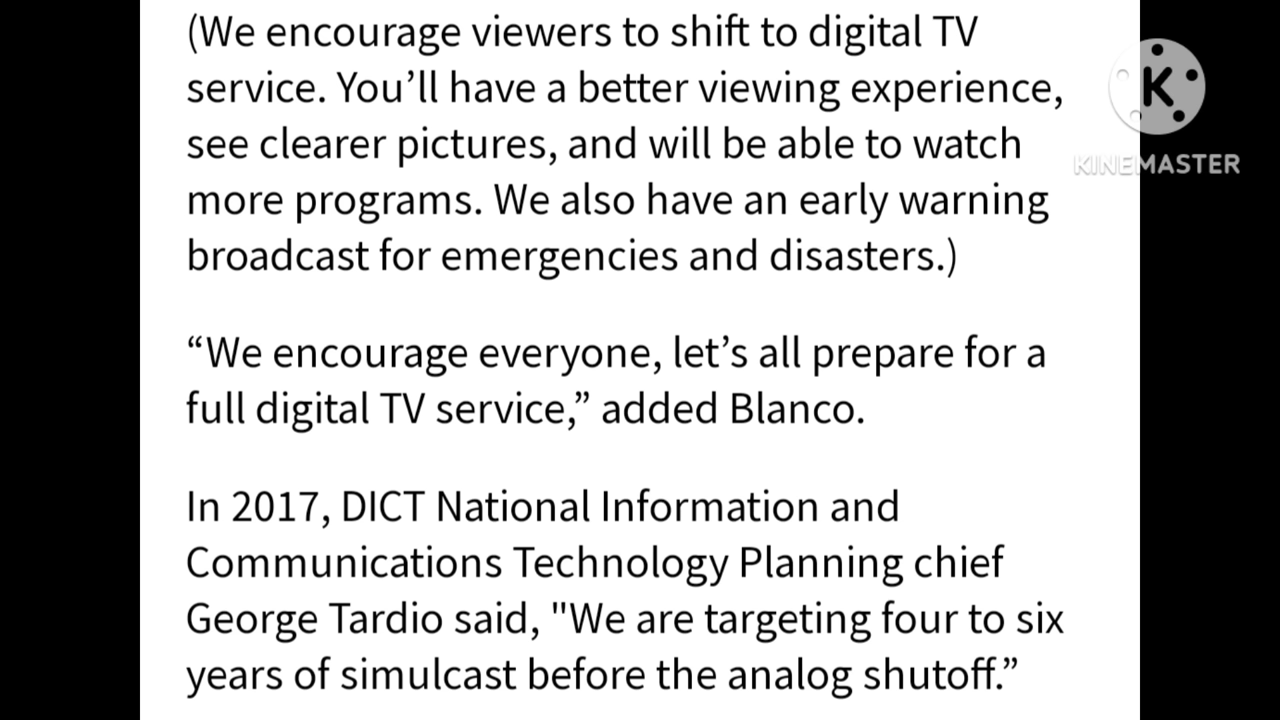 (We encourage viewers to shift to digital TV
service. You’ll have a better viewing experience,
see clearer pictures, and will be able to watch
more programs. We also have an early warning
broadcast for emergencies and disasters.)
“We encourage everyone, let’s all prepare for a
full digital TV service,” added Blanco.
In 2017, DICT National Information and
Communications Technology Planning chief
George Tardio said, "We are targeting four to six
years of simulcast before the analog shutoff.”
K
KINEMASTER